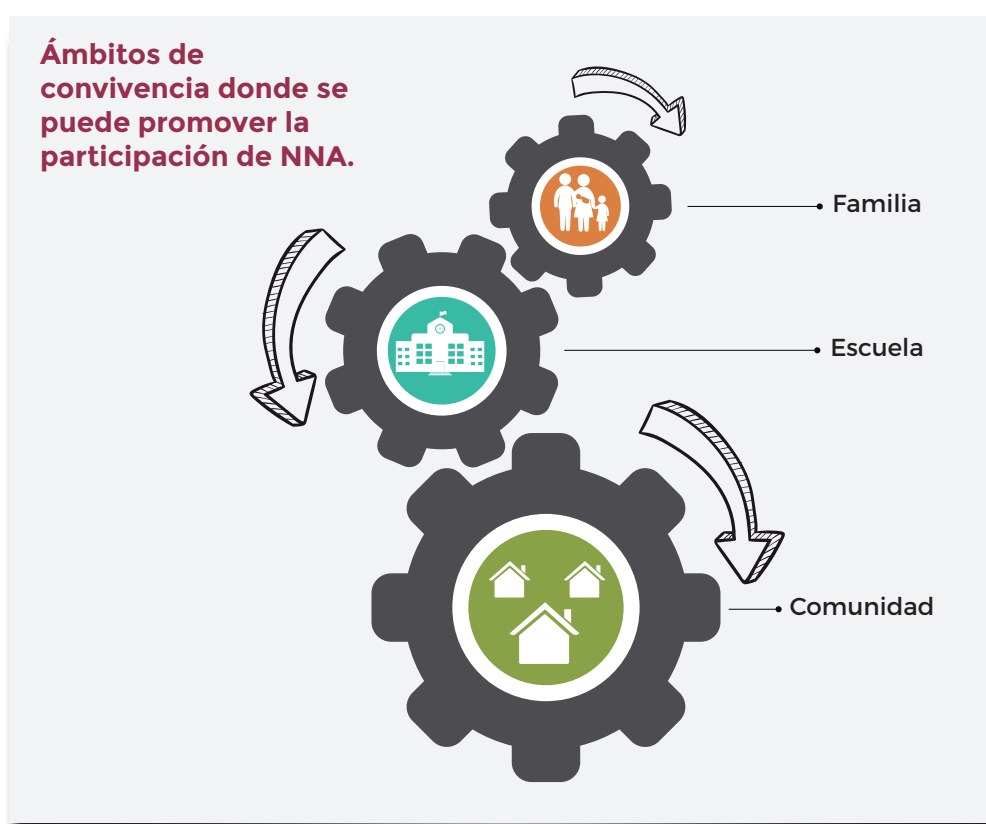 Ámbitos de
convivencia donde se
puede promover la
participación de NNA.
Familia
Escuela
Comunidad